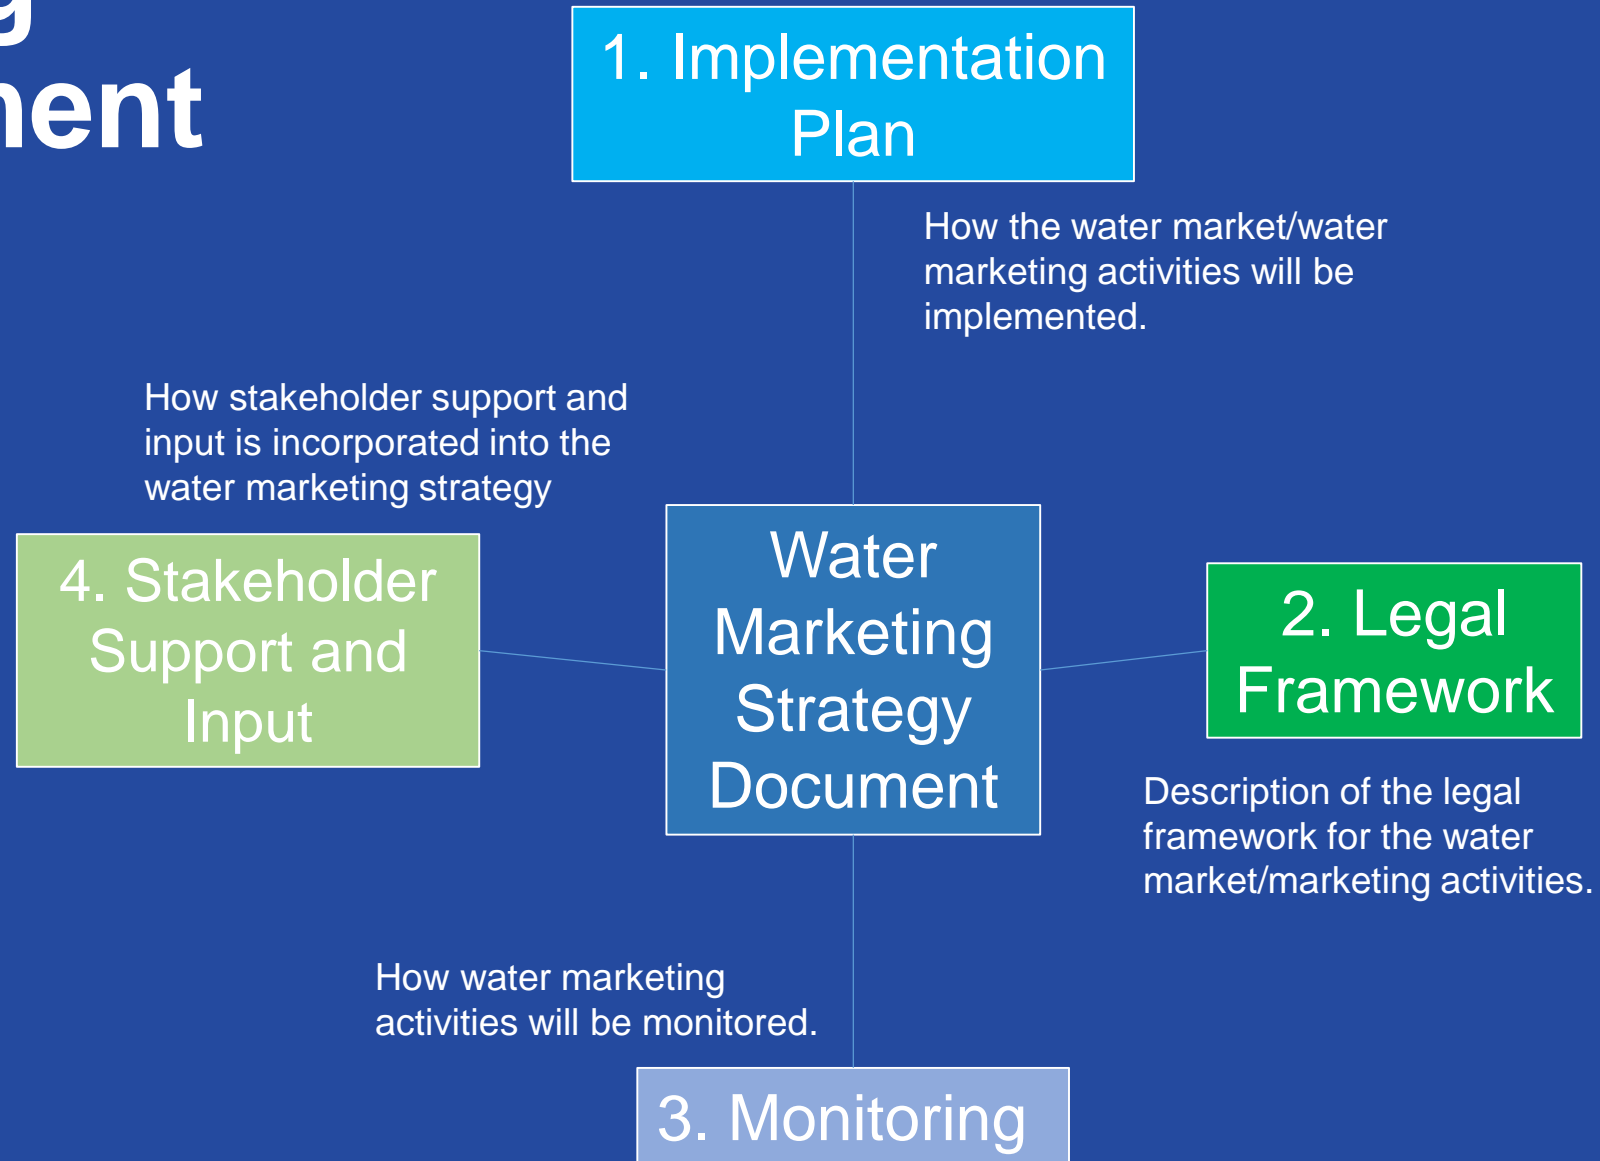 1. Implementation
Plan
How the water market/water
marketing activities will be
implemented.
How stakeholder support and
input is incorporated into the
water marketing strategy
4. Stakeholder
Support and
Input
Water
Marketing
Strategy
Document
2. Legal
Framework
Description of the legal
framework for the water
market/marketing activities.
How water marketing
activities will be monitored.
3. Monitoring